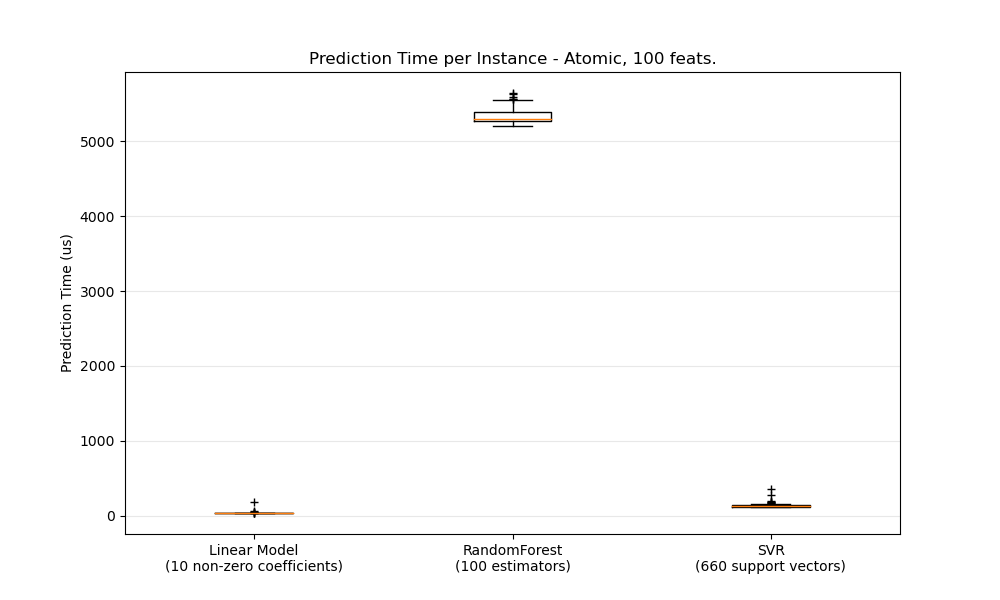 Prediction Time per Instance - Atomic, 100 feats.
Prediction Time (us)
5000
4000
3000
2000
1000
0
Linear Model
(10 non-zero coefficients)
RandomForest
(100 estimators)
SVR
(660 support vectors)